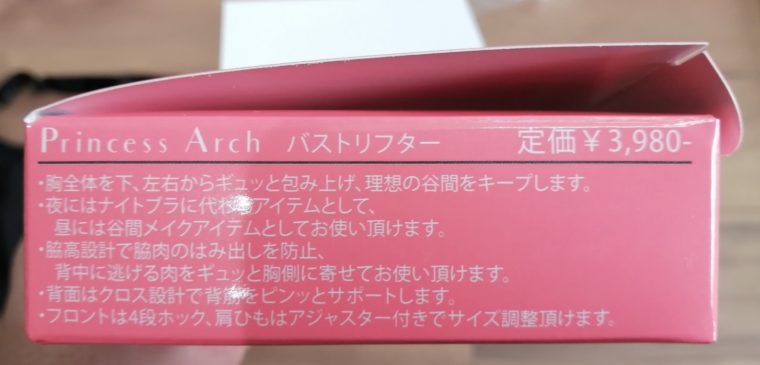 Princess Arch バストリフター 定価￥3,980-
・胸全体を下、左右からギュッと包み上げ、理想の谷間をキープします。
・夜にはナイトブラに代わるアイテムとして、
昼には谷間メイクアイテムとしてお使い頂けます。
・脇高設計で脇肉のはみ出しを防止、
背中に逃げる肉をギュッと胸側に寄せてお使い頂けます。
・背面はクロス設計で背筋をピンッとサポートします。
・フロントは4段ホック、肩ひもはアジャスター付きでサイズ調整頂けます。